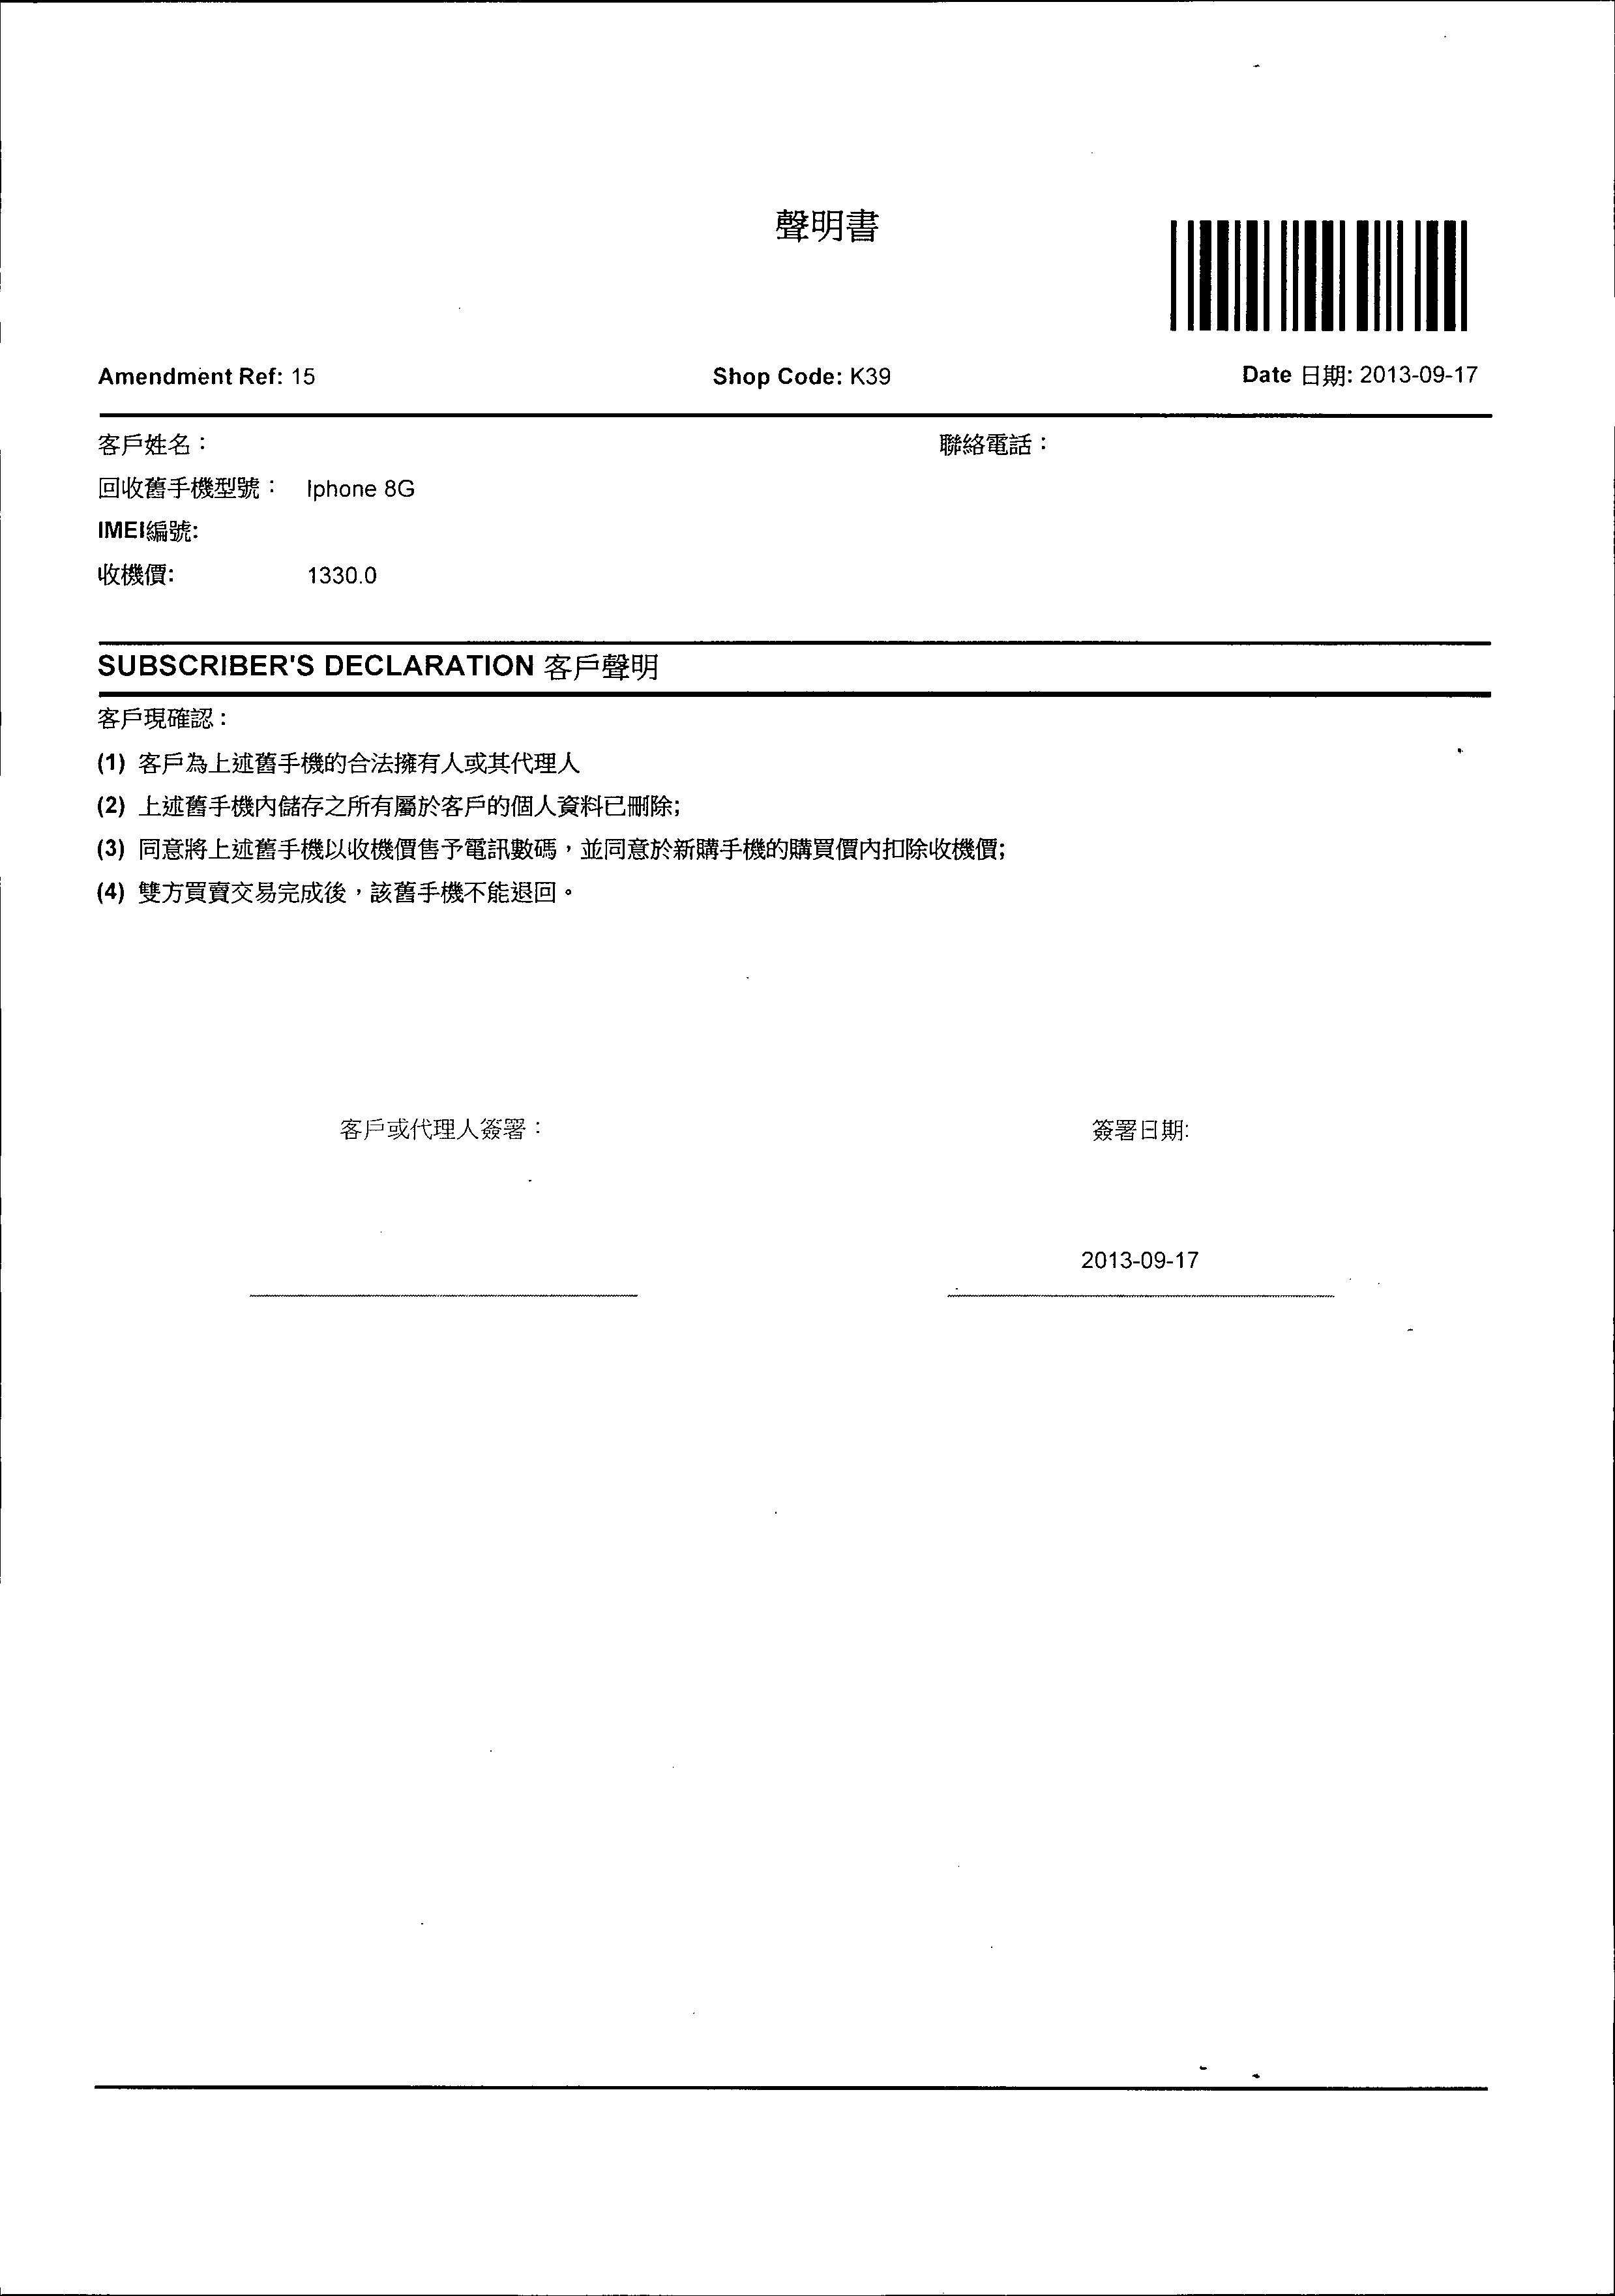 聲明書
Amendment Ref: 15
Shop Code: K39
Date 日期: 2013-09-17
客戶姓名：
聯絡電話：
回收舊手機型號： Iphone 8G
IMEI編號:
收機價: 1330.0
SUBSCRIBER'S DECLARATION 客戶聲明
客戶現確認：
(1) 客戶為上述舊手機的合法擁有人或其代理人
(2) 上述舊手機內儲存之所有屬於客戶的個人資料已刪除;
(3) 同意將上述舊手機以收機價售予電訊數碼，並同意於新購手機的購買價內扣除收機價;
(4) 雙方買賣交易完成後，該舊手機不能退回。
客戶或代理人簽署：
簽署日期:
2013-09-17